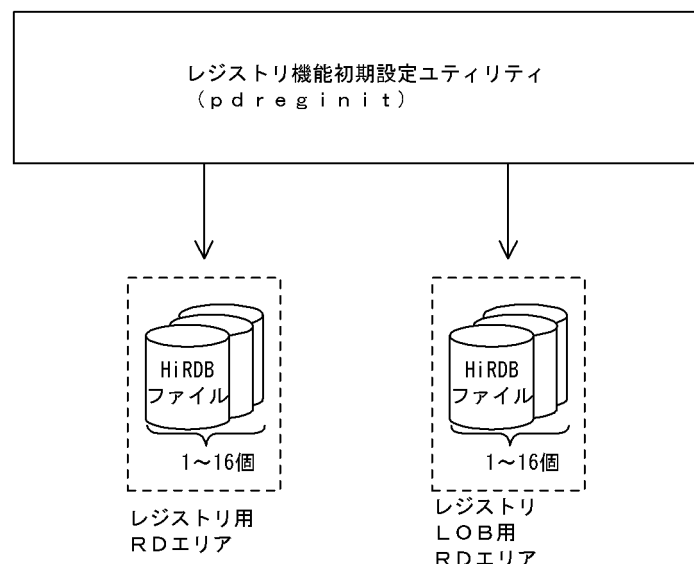 レジストリ機能初期設定ユティリティ
（ｐｄｒｅｇｉｎｉｔ）
HiRDB
ファイル
1～16個
レジストリ用
ＲＤエリア
HiRDB
ファイル
1～16個
レジストリ
ＬＯＢ用
ＲＤエリア